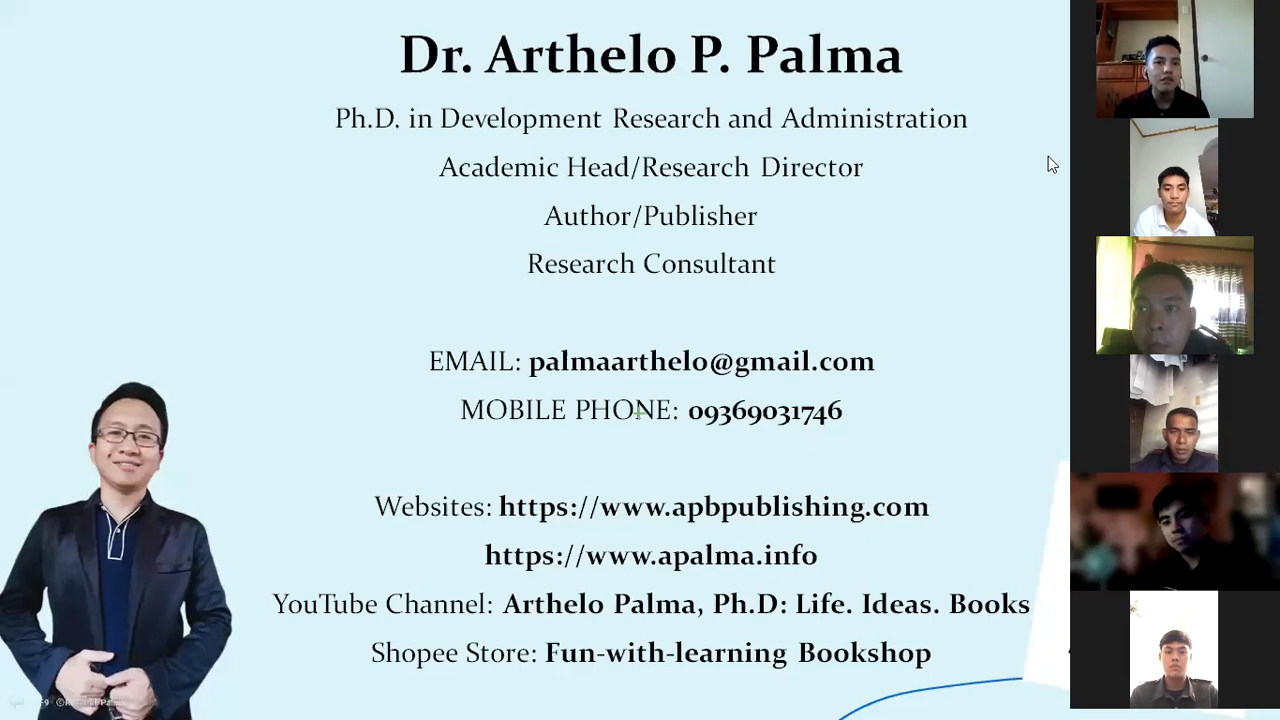 Dr. Arthelo P. Palma
Ph.D. in Development Research and Administration
Academic Head/Research Director
Author/Publisher
Research Consultant
EMAIL: palmaarthelo@gmail.com
MOBILE PHONE: 09369031746
Websites: https://www.apbpublishing.com
https://www.apalma.info
YouTube Channel: Arthelo Palma, Ph.D: Life. Ideas. Books
Shopee Store: Fun-with-learning Bookshop